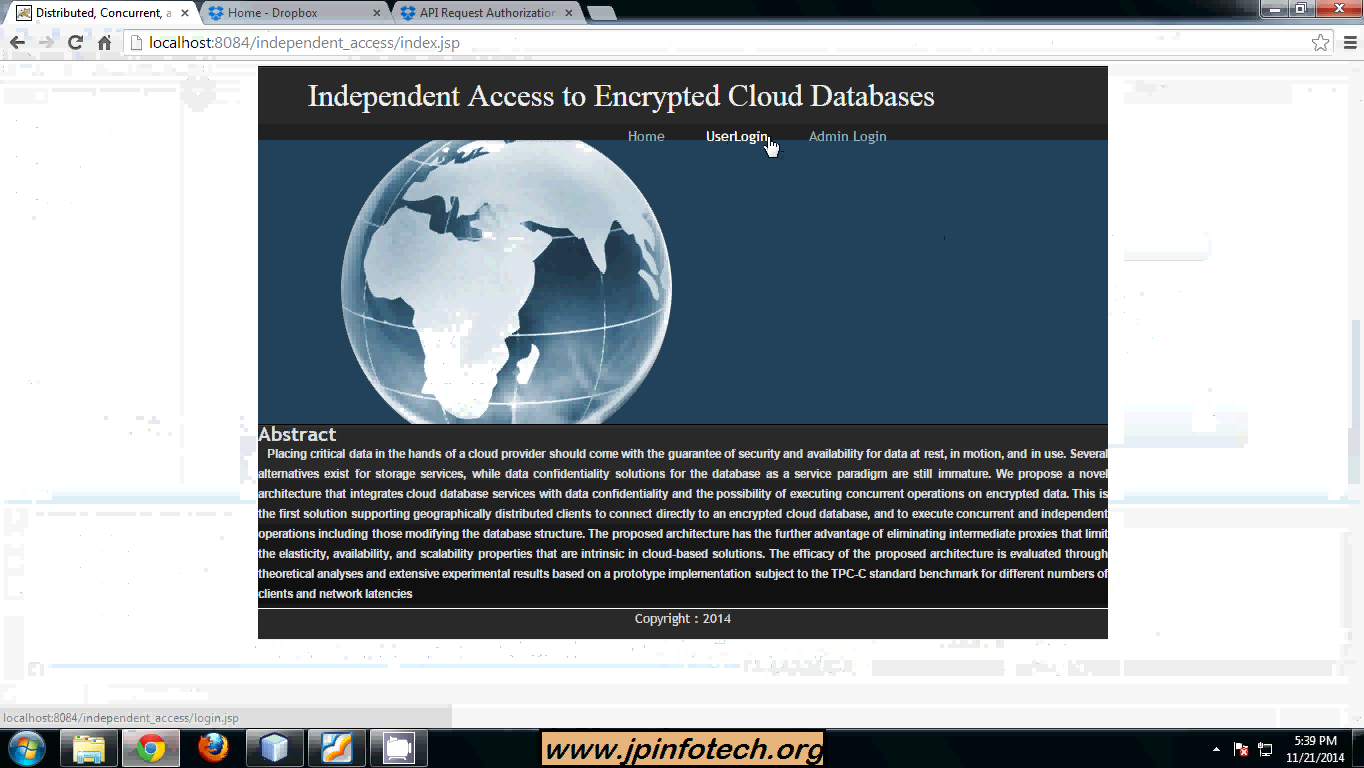 Distributed, Concurrent, a
Home - Dropbox
API Request Authorization
localhost:8084/independent_access/index.jsp
Independent Access to Encrypted Cloud Databases
Home UserLogin Admin Login
Abstract
Placing critical data in the hands of a cloud provider should come with the guarantee of security and availability for data at rest, in motion, and in use. Several
alternatives exist for storage services, while data confidentiality solutions for the database as a service paradigm are still immature. We propose a novel
architecture that integrates cloud database services with data confidentiality and the possibility of executing concurrent operations on encrypted data. This is
the first solution supporting geographically distributed clients to connect directly to an encrypted cloud database, and to execute concurrent and independent
operations including those modifying the database structure. The proposed architecture has the further advantage of eliminating intermediate proxies that limit
the elasticity, availability, and scalability properties that are intrinsic in cloud-based solutions. The efficacy of the proposed architecture is evaluated through
theoretical analyses and extensive experimental results based on a prototype implementation subject to the TPC-C standard benchmark for different numbers of
clients and network latencies
Copyright : 2014
localhost:8084/independent_access/login.jsp
www.jpinfotech.org
5:39 PM
11/21/2014